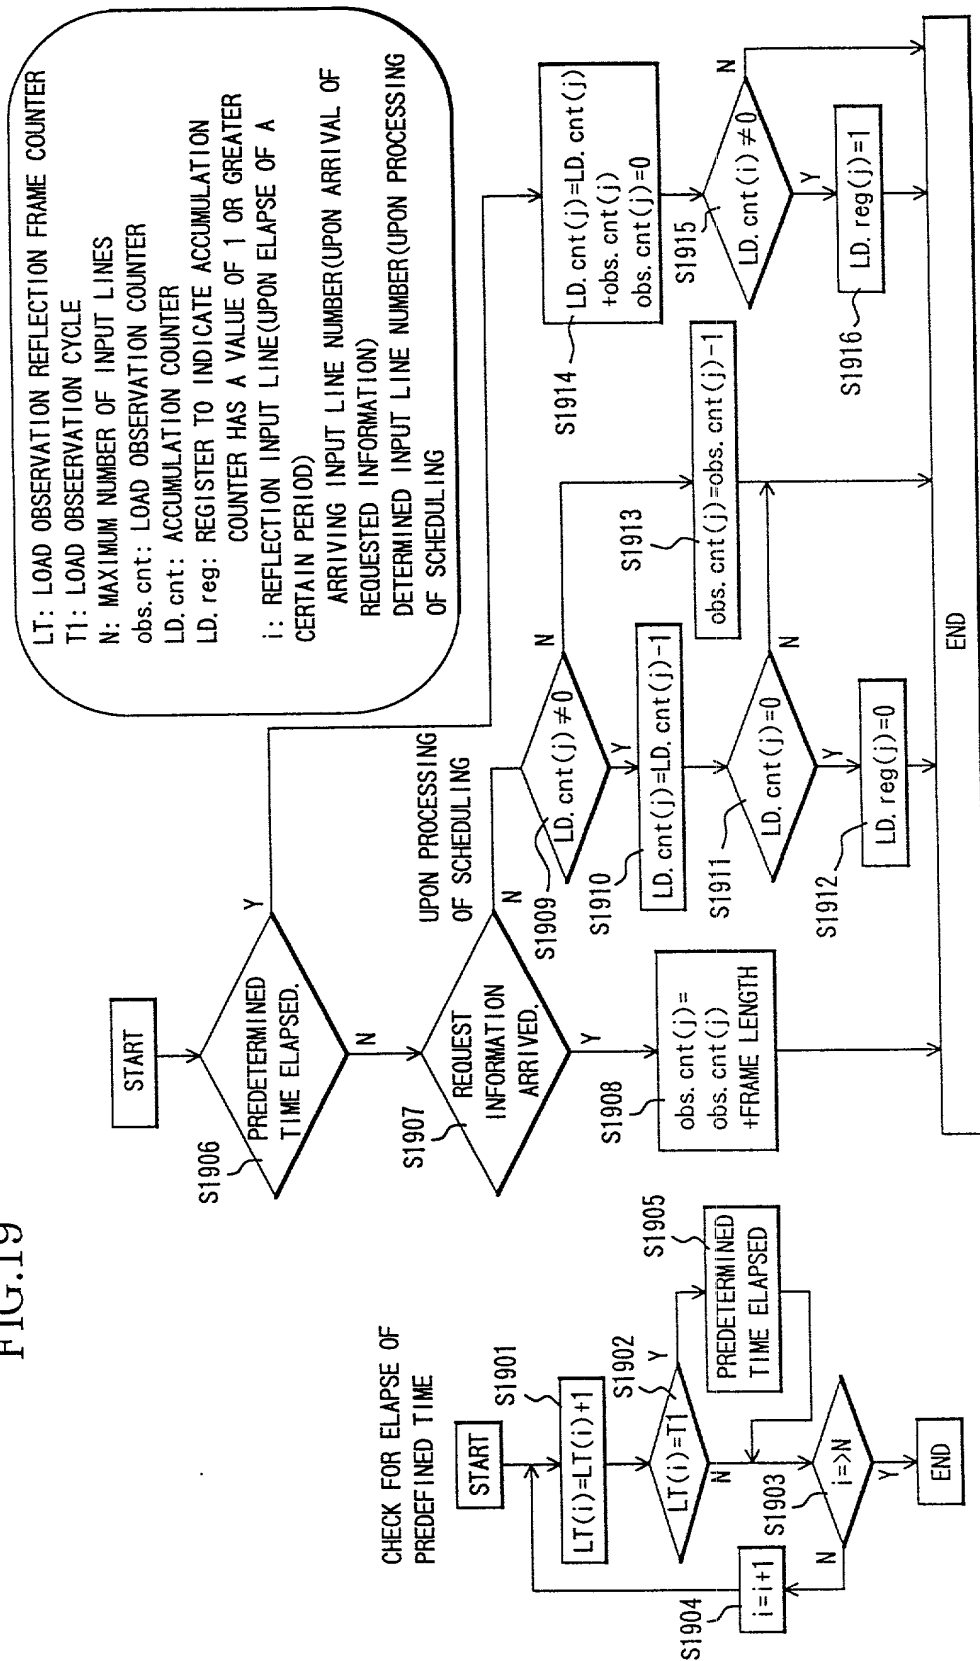 FIG.19
CHECK FOR ELAPSE OF
PREDEFINED TIME
START
S1901
LT(i)=LT(i)+1
S1902
LT(i)=T1
Y
N
S1905
PREDETERMINED
TIME ELAPSED
S1903
i=>N
N
Y
S1904
i=i+1
END
START
S1906
PREDETERMINED
TIME ELAPSED.
Y
N
S1907
REQUEST
INFORMATION
ARRIVED.
N
Y
UPON PROCESSING
OF SCHEDULING
S1908
obs. cnt(j)=
obs. cnt(j)
+FRAME LENGTH
S1909
LD. cnt(j)≠0
N
Y
S1910
LD. cnt(j)=LD. cnt(j)-1
S1911
LD. cnt(j)=0
N
Y
S1912
LD. reg(j)=0
S1913
obs. cnt(j)=obs. cnt(j)-1
S1914
LD. cnt(j)=LD. cnt(j)
+obs. cnt(j)
obs. cnt(j)=0
S1915
LD. cnt(i)≠0
N
Y
S1916
LD. reg(j)=1
END
LT: LOAD OBSERVATION REFLECTION FRAME COUNTER
T1: LOAD OBSEERVATION CYCLE
N: MAXIMUM NUMBER OF INPUT LINES
obs. cnt: LOAD OBSERVATION COUNTER
LD. cnt: ACCUMULATION COUNTER
LD. reg: REGISTER TO INDICATE ACCUMULATION
COUNTER HAS A VALUE OF 1 OR GREATER
i: REFLECTION INPUT LINE(UPON ELAPSE OF A
CERTAIN PERIOD)
ARRIVING INPUT LINE NUMBER(UPON ARRIVAL OF
REQUESTED INFORMATION)
DETERMINED INPUT LINE NUMBER(UPON PROCESSING
OF SCHEDULING